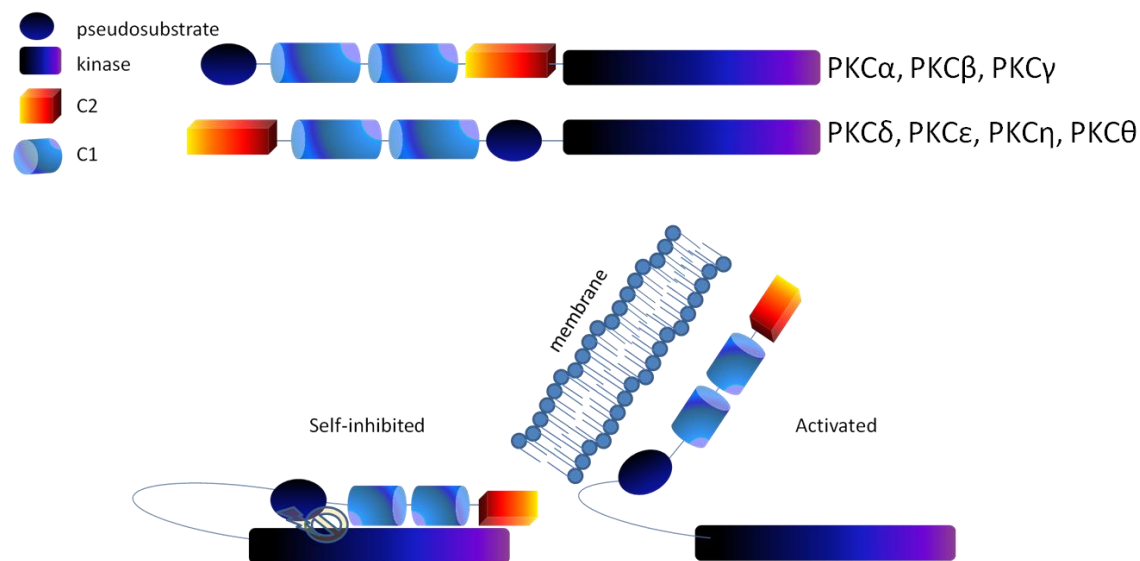 pseudosubstrate
kinase
C2
C1
PKCα, PKCβ, PKCγ
PKCδ, PKCε, PKCη, PKCθ
membrane
Self-inhibited
Activated